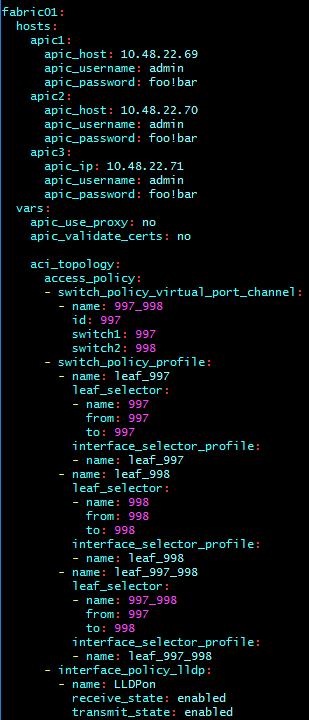 fabric01:
  hosts:
    apic1:
      apic_host: 10.48.22.69
      apic_username: admin
      apic_password: foo!bar
    apic2:
      apic_host: 10.48.22.70
      apic_username: admin
      apic_password: foo!bar
    apic3:
      apic_ip: 10.48.22.71
      apic_username: admin
      apic_password: foo!bar
  vars:
    apic_use_proxy: no
    apic_validate_certs: no

    aci_topology:
      access_policy:
      - switch_policy_virtual_port_channel:
        - name: 997_998
          id: 997
          switch1: 997
          switch2: 998
      - switch_policy_profile:
        - name: leaf_997
          leaf_selector:
          - name: 997
            from: 997
            to: 997
          interface_selector_profile:
          - name: leaf_997
        - name: leaf_998
          leaf_selector:
          - name: 998
            from: 998
            to: 998
          interface_selector_profile:
          - name: leaf_998
        - name: leaf_997_998
          leaf_selector:
          - name: 997_998
            from: 997
            to: 998
          interface_selector_profile:
          - name: leaf_997_998
      - interface_policy_lldp:
        - name: LLDPon
          receive_state: enabled
          transmit_state: enabled